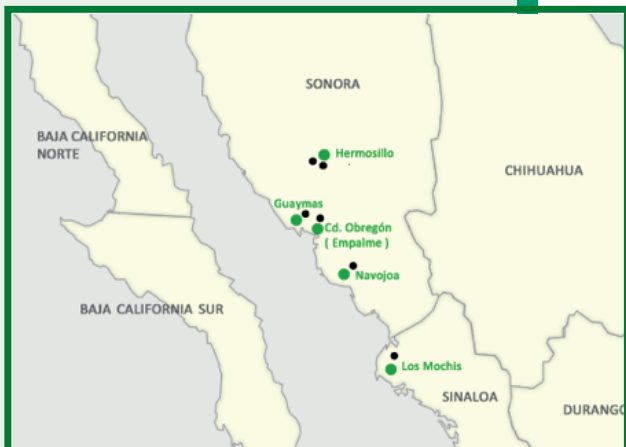 SONORA
BAJA CALIFORNIA
NORTE
Hermosillo
CHIHUAHUA
Guaymas
Cd. Obregón
( Empalme )
Navojoa
BAJA CALIFORNIA SUR
Los Mochis
SINALOA
DURANGO